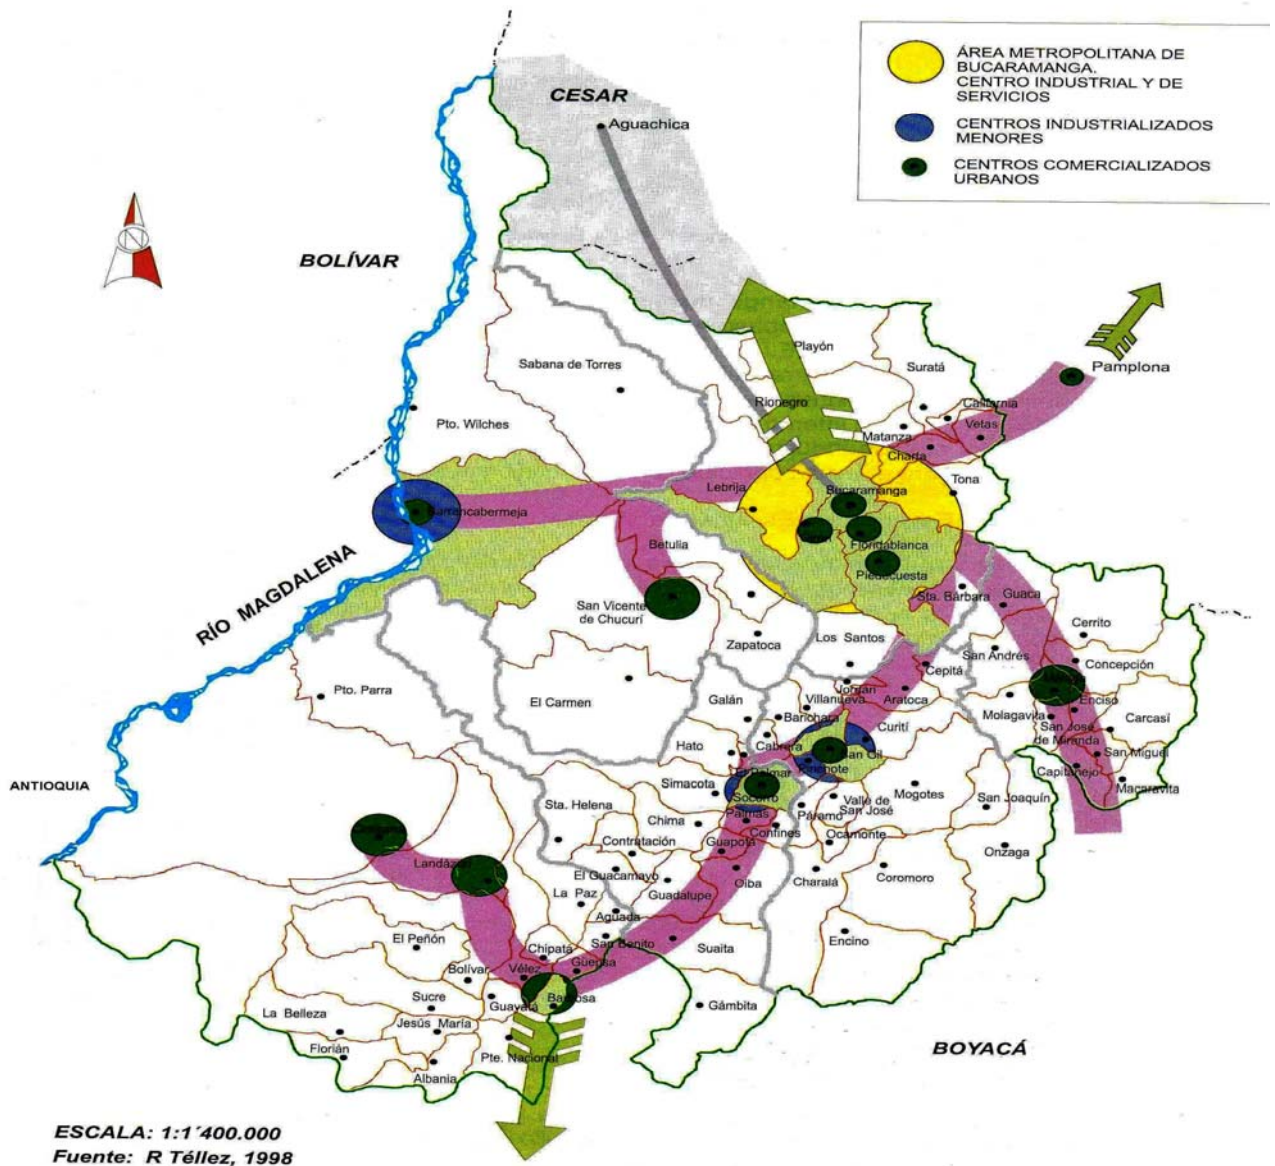 ÁREA METROPOLITANA DE
BUCARAMANGA.
CENTRO INDUSTRIAL Y DE
SERVICIOS
CENTROS INDUSTRIALIZADOS
MENORES
CENTROS COMERCIALIZADOS
URBANOS
CESAR
Aguachica
BOLÍVAR
Playón
Sabana de Torres
Suratá
Pamplona
Rionegro
California
Pto. Wilches
Matanza
Vetas
Charta
Lebrija
Bucaramanga
Tona
Barrancabermeja
Floridablanca
Betulia
Piedecuesta
RÍO MAGDALENA
Sta. Bárbara
Guaca
San Vicente
de Chucurí
Zapatoca
Los Santos
Cerrito
San Andrés
Concepción
Cepitá
Pto. Parra
El Carmen
Galán
Jordán
Villanueva
Aratoca
Barichara
Molagavita
Enciso
Carcasí
San José
de Miranda
Curití
Hato
Cabrera
San Gil
Pinchote
San Miguel
Capitanejo
Macaravita
ANTIOQUIA
El Palmar
Simacota
Socorro
Mogotes
Valle de
San José
San Joaquín
Sta. Helena
Palmas
Páramo
Chima
Confines
Ocamonte
Contratación
Guapotá
Onzaga
Landázuri
El Guacamayo
Oiba
Charalá
Coromoro
La Paz
Guadalupe
Aguada
San Benito
Encino
El Peñón
Suaita
Chipatá
Güepsa
Bolívar
Vélez
Barbosa
Guavatá
Gámbita
Sucre
La Belleza
Jesús María
Pte. Nacional
Florián
Albania
BOYACÁ
ESCALA: 1:1´400.000
Fuente: R Téllez, 1998
N